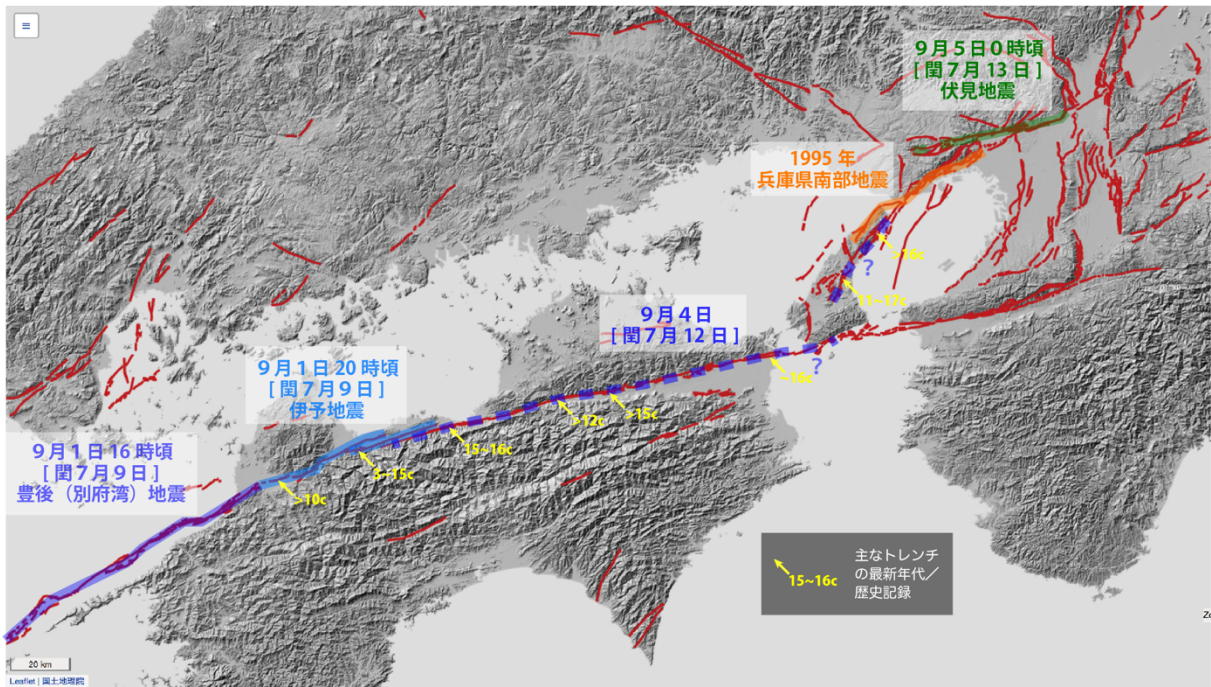 ≡
9月5日0時頃
[ 閏7月13日 ]
伏見地震
1995 年
兵庫県南部地震
>16c
?
11~17c
9月4日
[ 閏7月12日 ]
~16c
?
9月1日20時頃
[ 閏7月9日 ]
伊予地震
>12c
>15c
15~16c
3~15c
>10c
9月1日16時頃
[ 閏7月9日 ]
豊後（別府湾）地震
15~16c
主なトレンチ
の最新年代／
歴史記録
20 km
Leaflet | 国土地理院